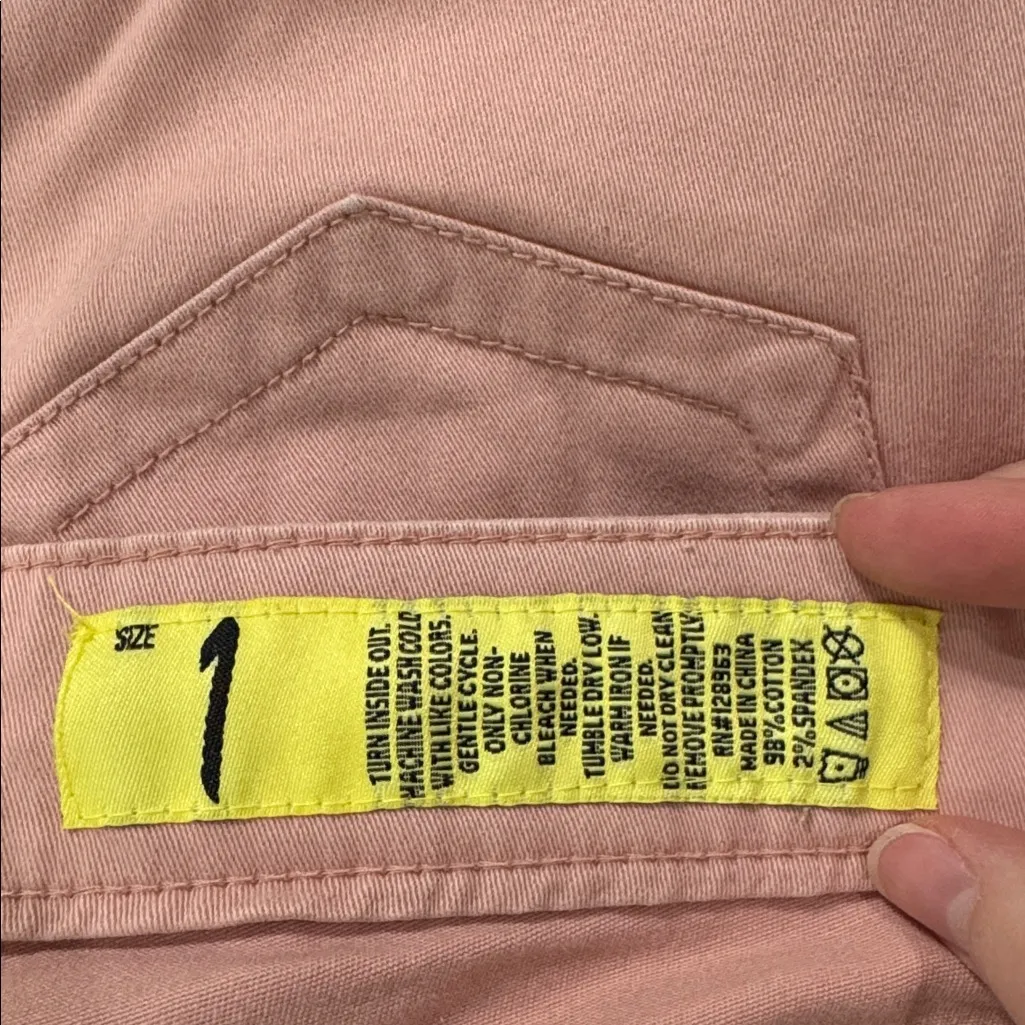 SIZE
1
TURN INSIDE OUT.
MACHINE WASH COLD
WITH LIKE COLORS.
GENTLE CYCLE.
ONLY NON-
CHLORINE
BLEACH WHEN
NEEDED.
TUMBLE DRY LOW.
WARM IRON IF
NEEDED.
DO NOT DRY CLEAN
REMOVE PROMPTLY.
RN#128963
MADE IN CHINA
98%COTTON
2%SPANDEX